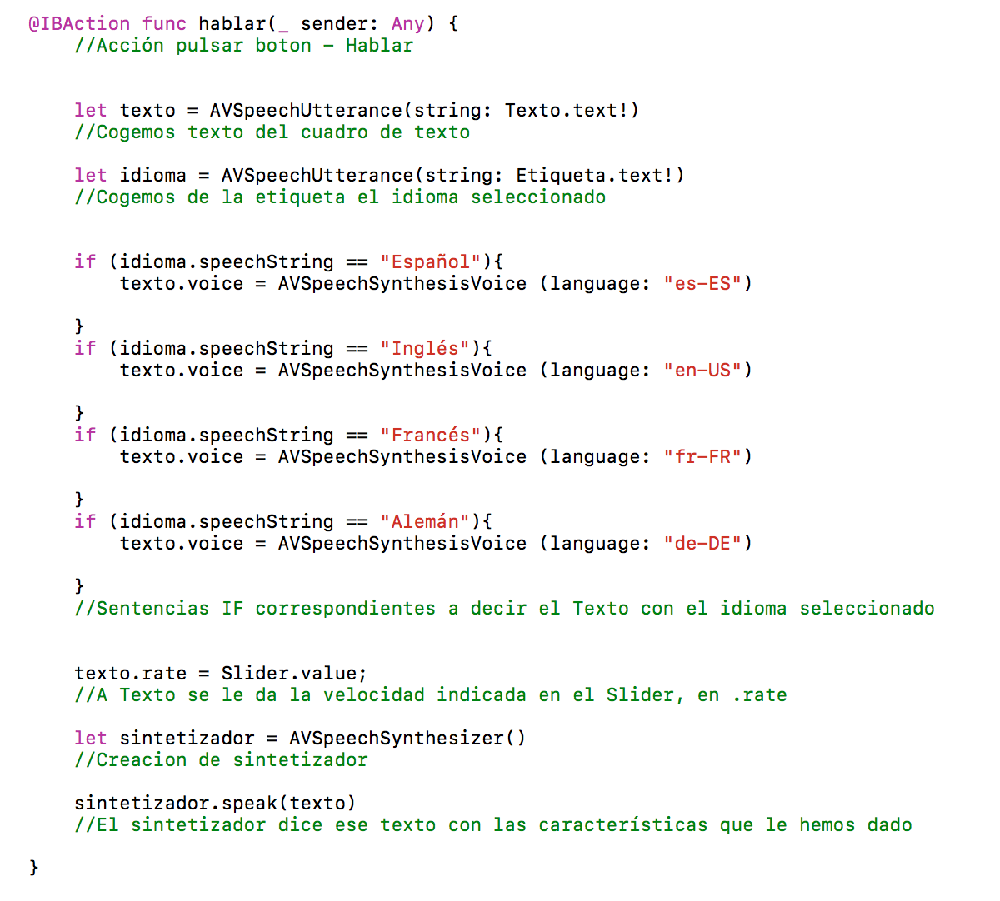 @IBAction func hablar(_ sender: Any) {
//Acción pulsar boton – Hablar
let texto = AVSpeechUtterance(string: Texto.text!)
//Cogemos texto del cuadro de texto
let idioma = AVSpeechUtterance(string: Etiqueta.text!)
//Cogemos de la etiqueta el idioma seleccionado
if (idioma.speechString == "Español"){
texto.voice = AVSpeechSynthesisVoice (language: "es-ES")
}
if (idioma.speechString == "Inglés"){
texto.voice = AVSpeechSynthesisVoice (language: "en-US")
}
if (idioma.speechString == "Francés"){
texto.voice = AVSpeechSynthesisVoice (language: "fr-FR")
}
if (idioma.speechString == "Alemán"){
texto.voice = AVSpeechSynthesisVoice (language: "de-DE")
}
//Sentencias IF correspondientes a decir el Texto con el idioma seleccionado
texto.rate = Slider.value;
//A Texto se le da la velocidad indicada en el Slider, en .rate
let sintetizador = AVSpeechSynthesizer()
//Creacion de sintetizador
sintetizador.speak(texto)
//El sintetizador dice ese texto con las características que le hemos dado
}